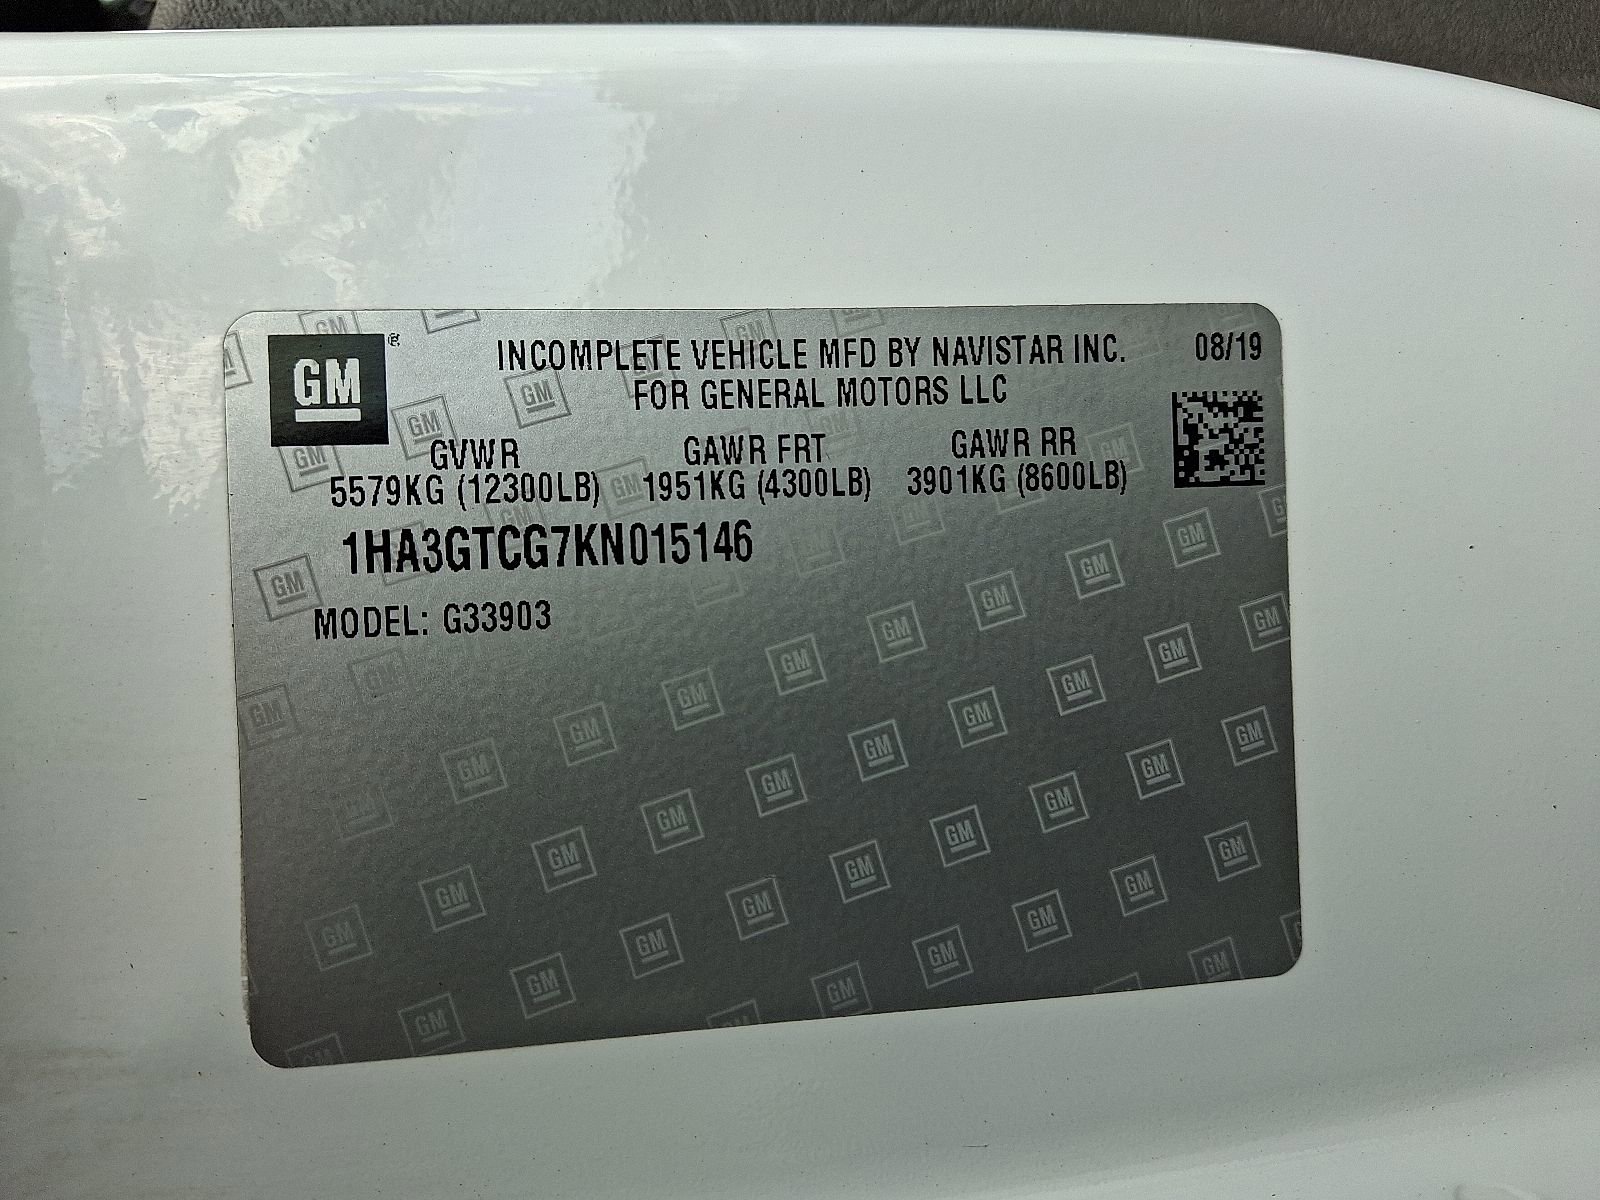 GM
INCOMPLETE VEHICLE MFD BY NAVISTAR INC. 08/19
FOR GENERAL MOTORS LLC
GVWR GAWR FRT GAWR RR
5579KG (12300LB) 1951KG (4300LB) 3901KG (8600LB)
1HA3GTCG7KN015146
MODEL: G33903